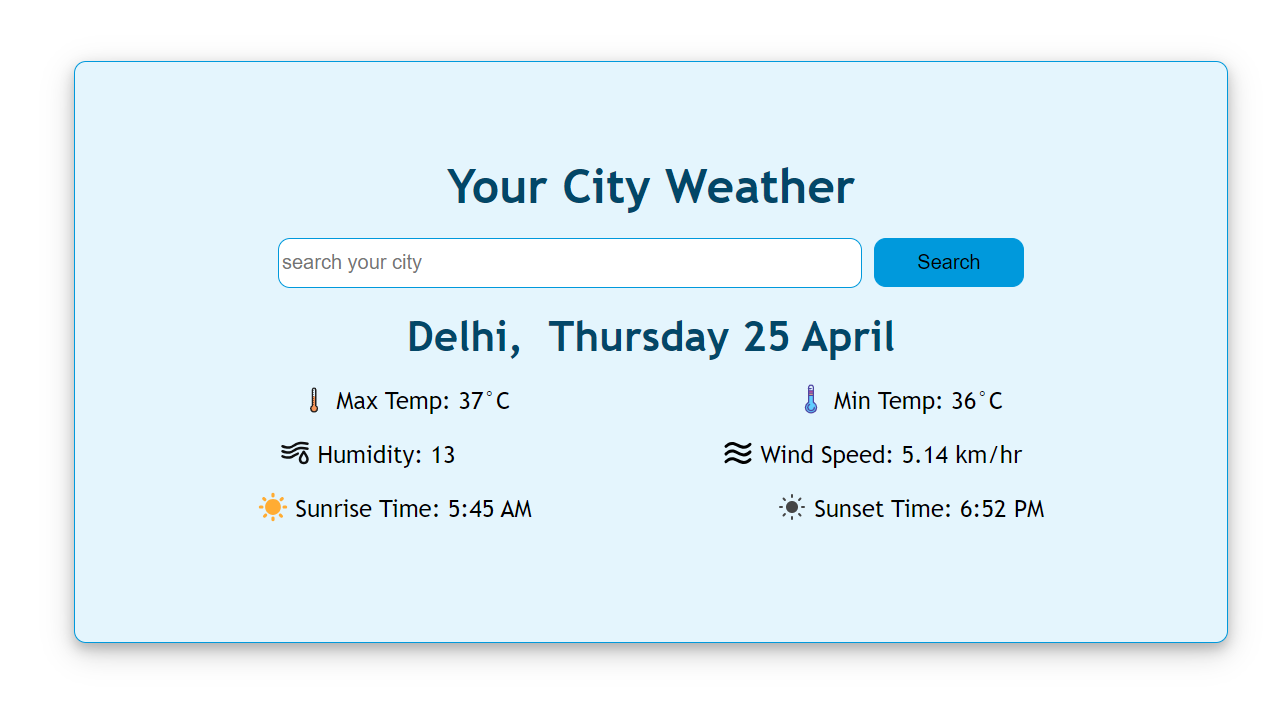 Your City Weather
search your city Search
Delhi, Thursday 25 April
Max Temp: 37°C Min Temp: 36°C
Humidity: 13 Wind Speed: 5.14 km/hr
Sunrise Time: 5:45 AM Sunset Time: 6:52 PM